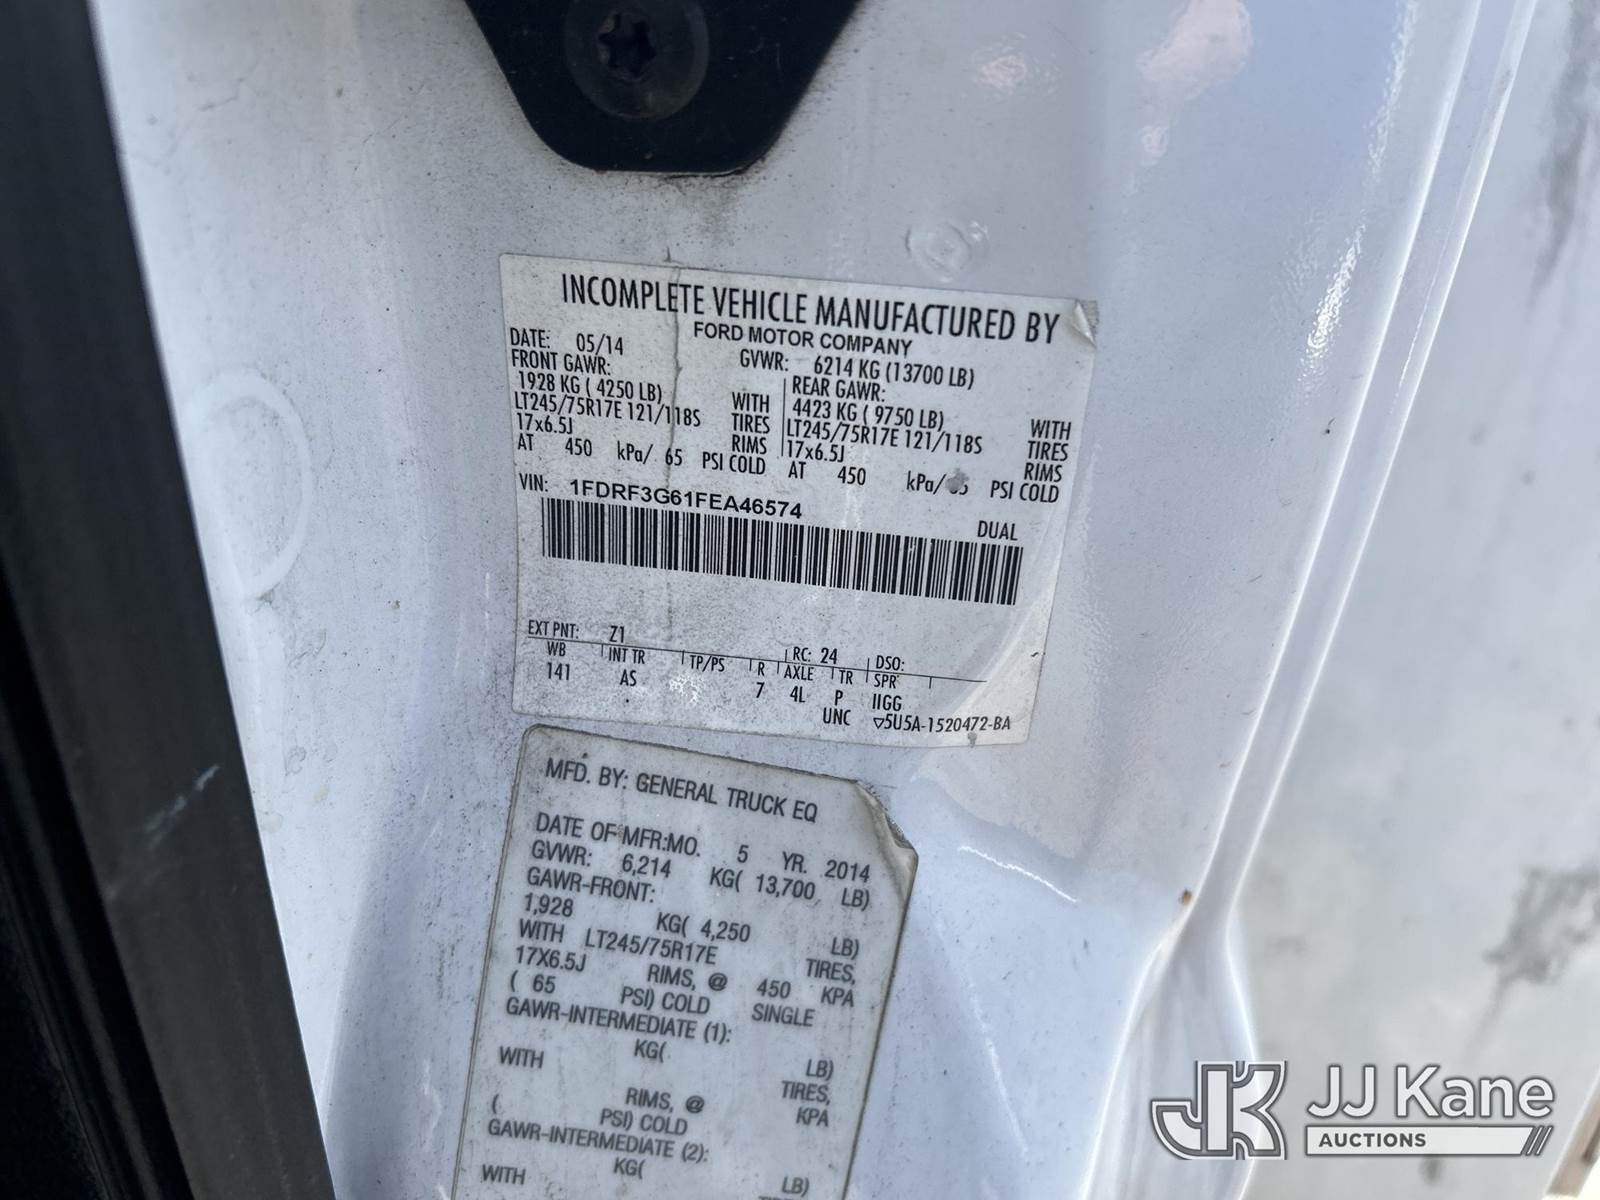 INCOMPLETE VEHICLE MANUFACTURED BY
FORD MOTOR COMPANY
DATE: 05/14 GVWR: 6214 KG (13700 LB)
FRONT GAWR: REAR GAWR:
1928 KG ( 4250 LB) WITH 4423 KG ( 9750 LB) WITH
LT245/75R17E 121/118S TIRES LT245/75R17E 121/118S TIRES
17x6.5J RIMS 17x6.5J RIMS
AT 450 kPa/ 65 PSI COLD AT 450 kPa/ PSI COLD
VIN: 1FDRF3G61FEA46574
DUAL
EXT PNT: Z1 RC: 24 DSO:
WB INT TR TP/PS R AXLE TR SPR
141 AS 7 4L P IIGG
UNC ▽5U5A-1520472-BA
MFD. BY: GENERAL TRUCK EQ
DATE OF MFR:MO. 5 YR. 2014
GVWR: 6,214 KG( 13,700 LB)
GAWR-FRONT:
1,928 KG( 4,250 LB)
WITH LT245/75R17E TIRES,
17X6.5J RIMS, @ 450 KPA
( 65 PSI) COLD SINGLE
GAWR-INTERMEDIATE (1):
KG( LB)
WITH TIRES,
RIMS, @ KPA
( PSI) COLD
GAWR-INTERMEDIATE (2):
KG( LB)
WITH
JK JJ Kane
AUCTIONS